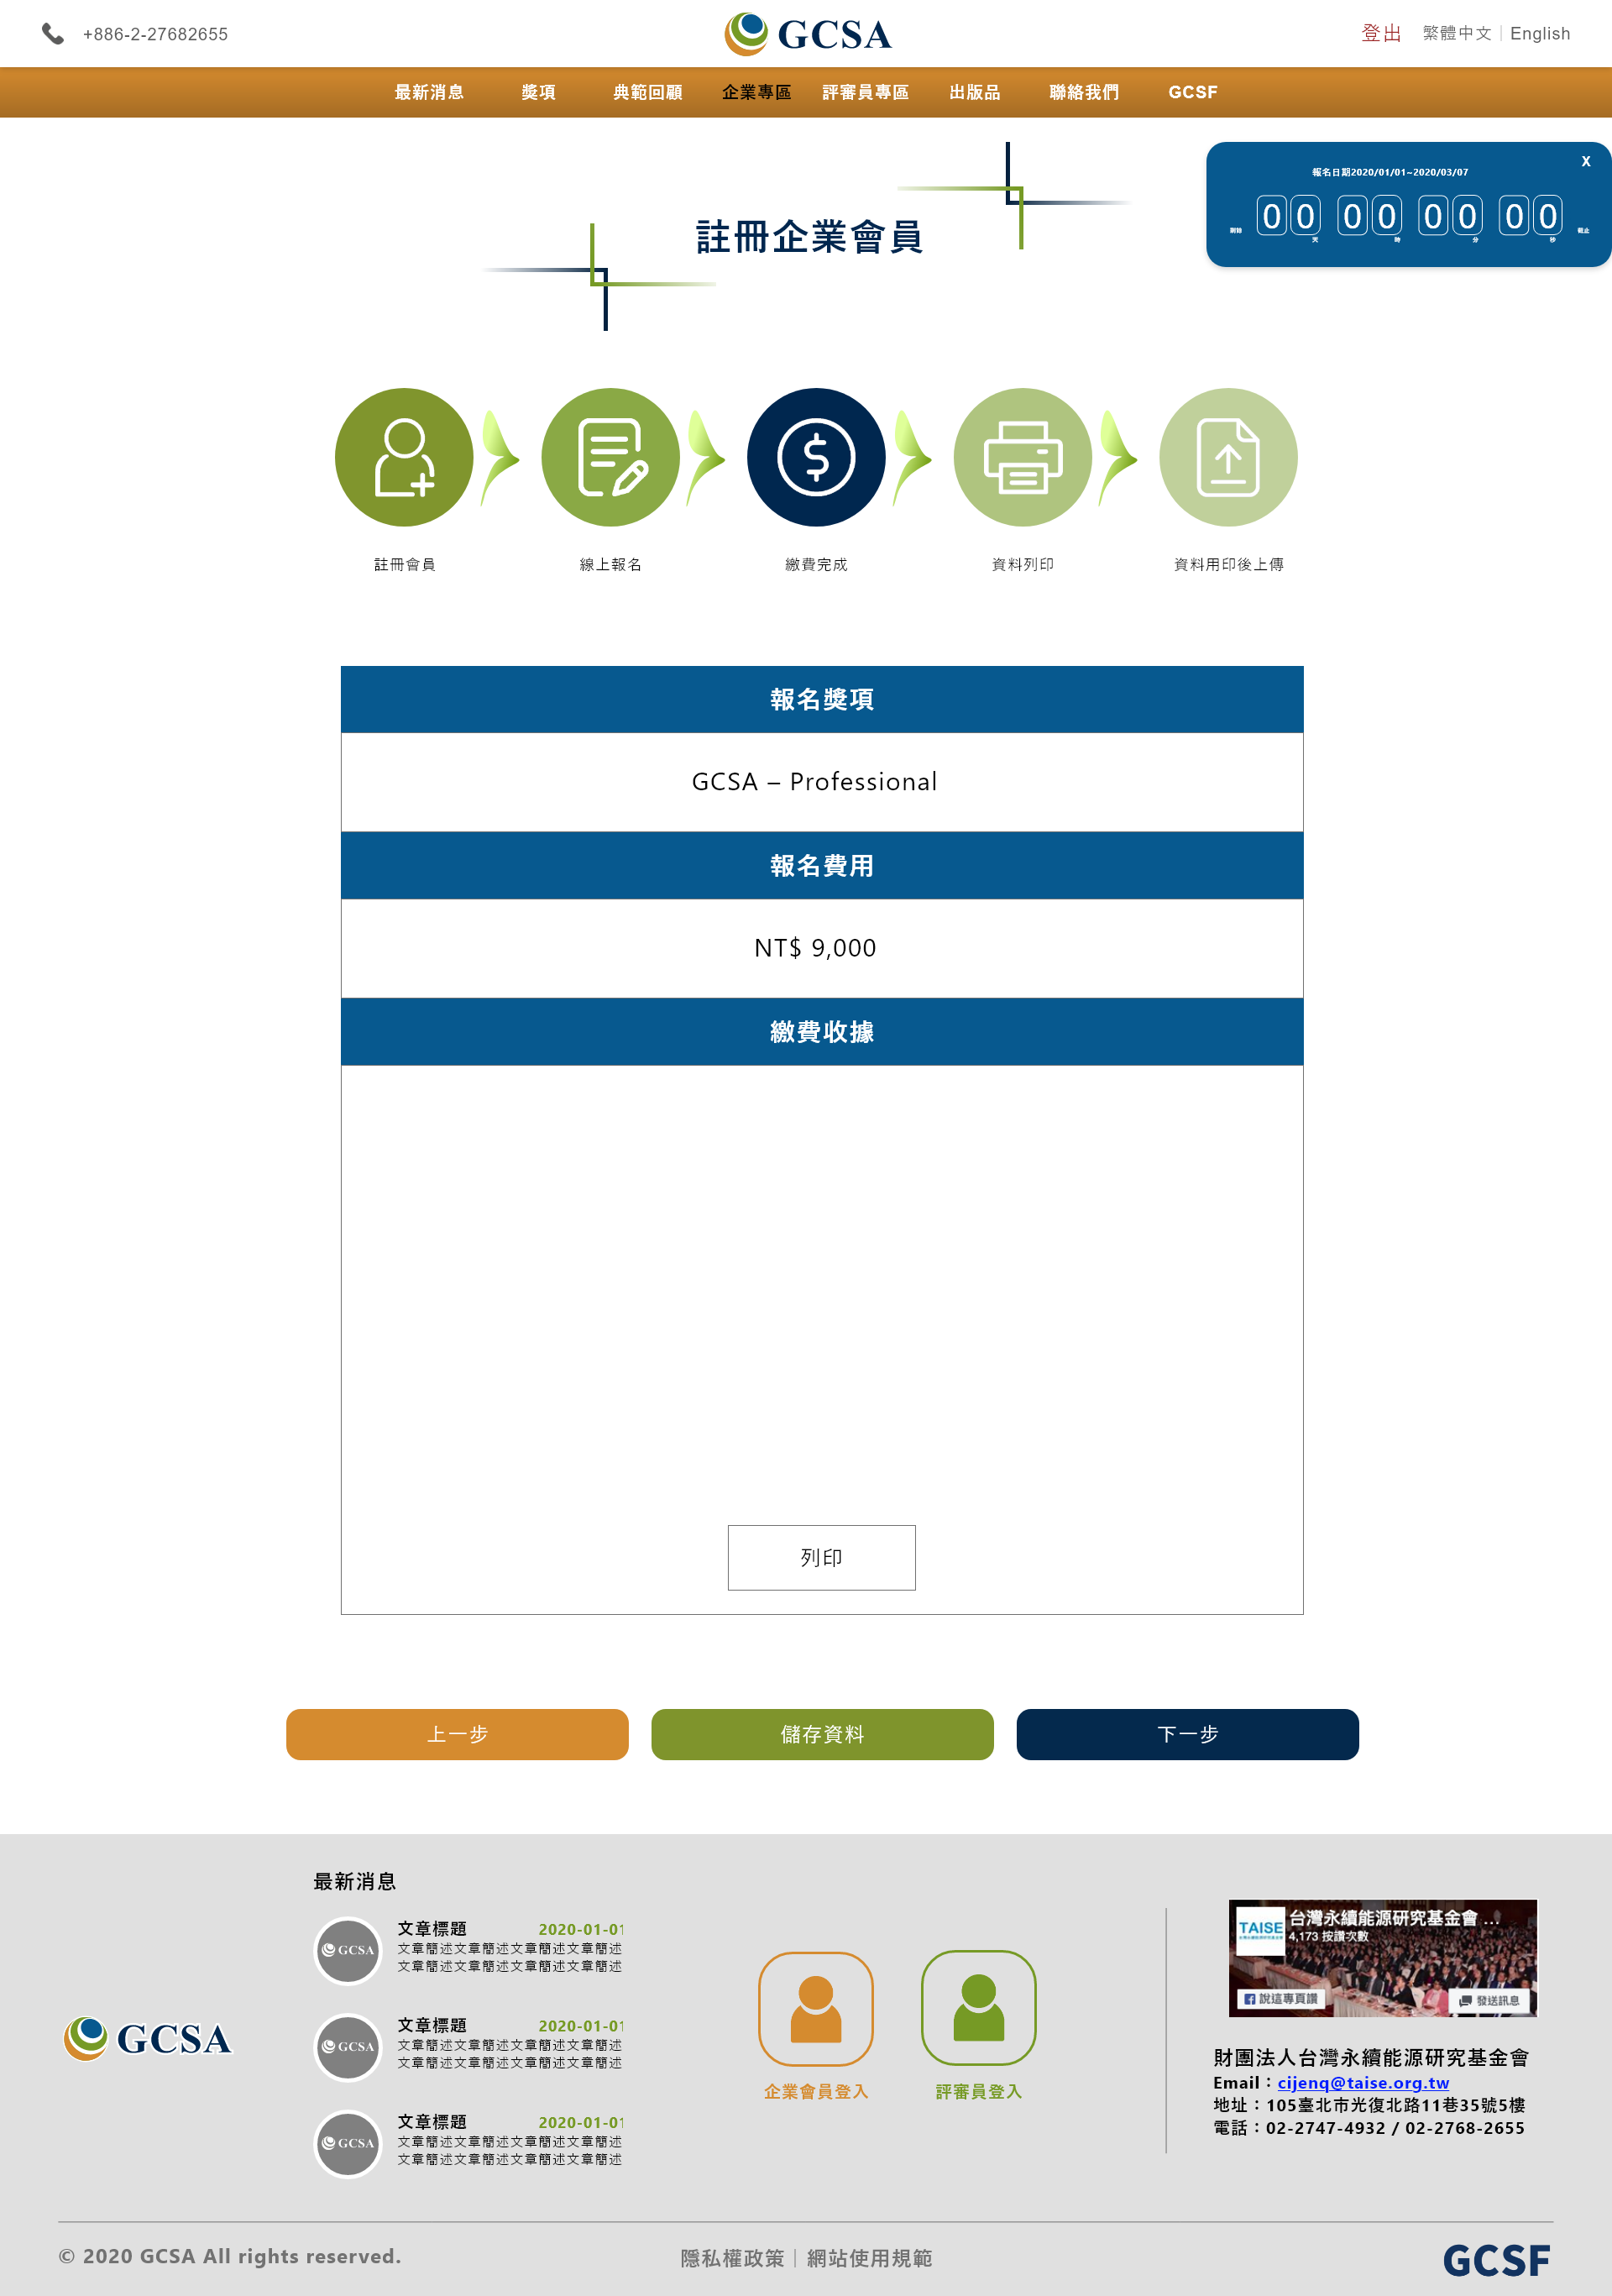 +886-2-27682655
GCSA
登出 繁體中文 | English
最新消息 獎項 典範回顧 企業專區 評審員專區 出版品 聯絡我們 GCSF
X
報名日期2020/01/01~2020/03/07
剩餘 00 天 00 時 00 分 00 秒 截止
註冊企業會員
註冊會員 線上報名 繳費完成 資料列印 資料用印後上傳
報名獎項
GCSA – Professional
報名費用
NT$ 9,000
繳費收據
列印
上一步 儲存資料 下一步
GCSA
最新消息
GCSA
文章標題 2020-01-01
文章簡述文章簡述文章簡述文章簡述
文章簡述文章簡述文章簡述文章簡述
GCSA
文章標題 2020-01-01
文章簡述文章簡述文章簡述文章簡述
文章簡述文章簡述文章簡述文章簡述
GCSA
文章標題 2020-01-01
文章簡述文章簡述文章簡述文章簡述
文章簡述文章簡述文章簡述文章簡述
企業會員登入 評審員登入
TAISE
台灣永續能源研究基金會 ...
4,173 按讚次數
說這專頁讚 發送訊息
財團法人台灣永續能源研究基金會
Email：cijenq@taise.org.tw
地址：105臺北市光復北路11巷35號5樓
電話：02-2747-4932 / 02-2768-2655
© 2020 GCSA All rights reserved.
隱私權政策 | 網站使用規範
GCSF